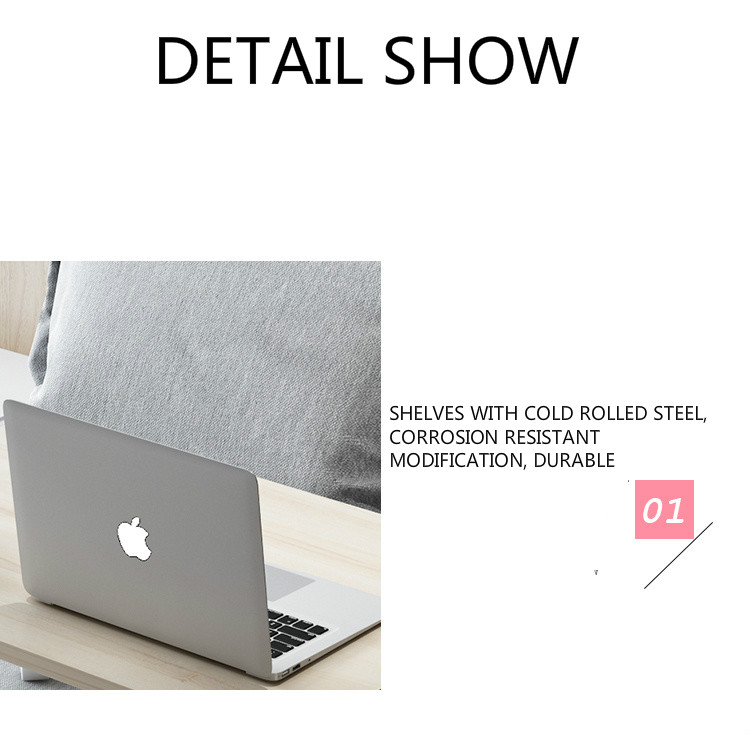 DETAIL SHOW
SHELVES WITH COLD ROLLED STEEL,
CORROSION RESISTANT
MODIFICATION, DURABLE
01